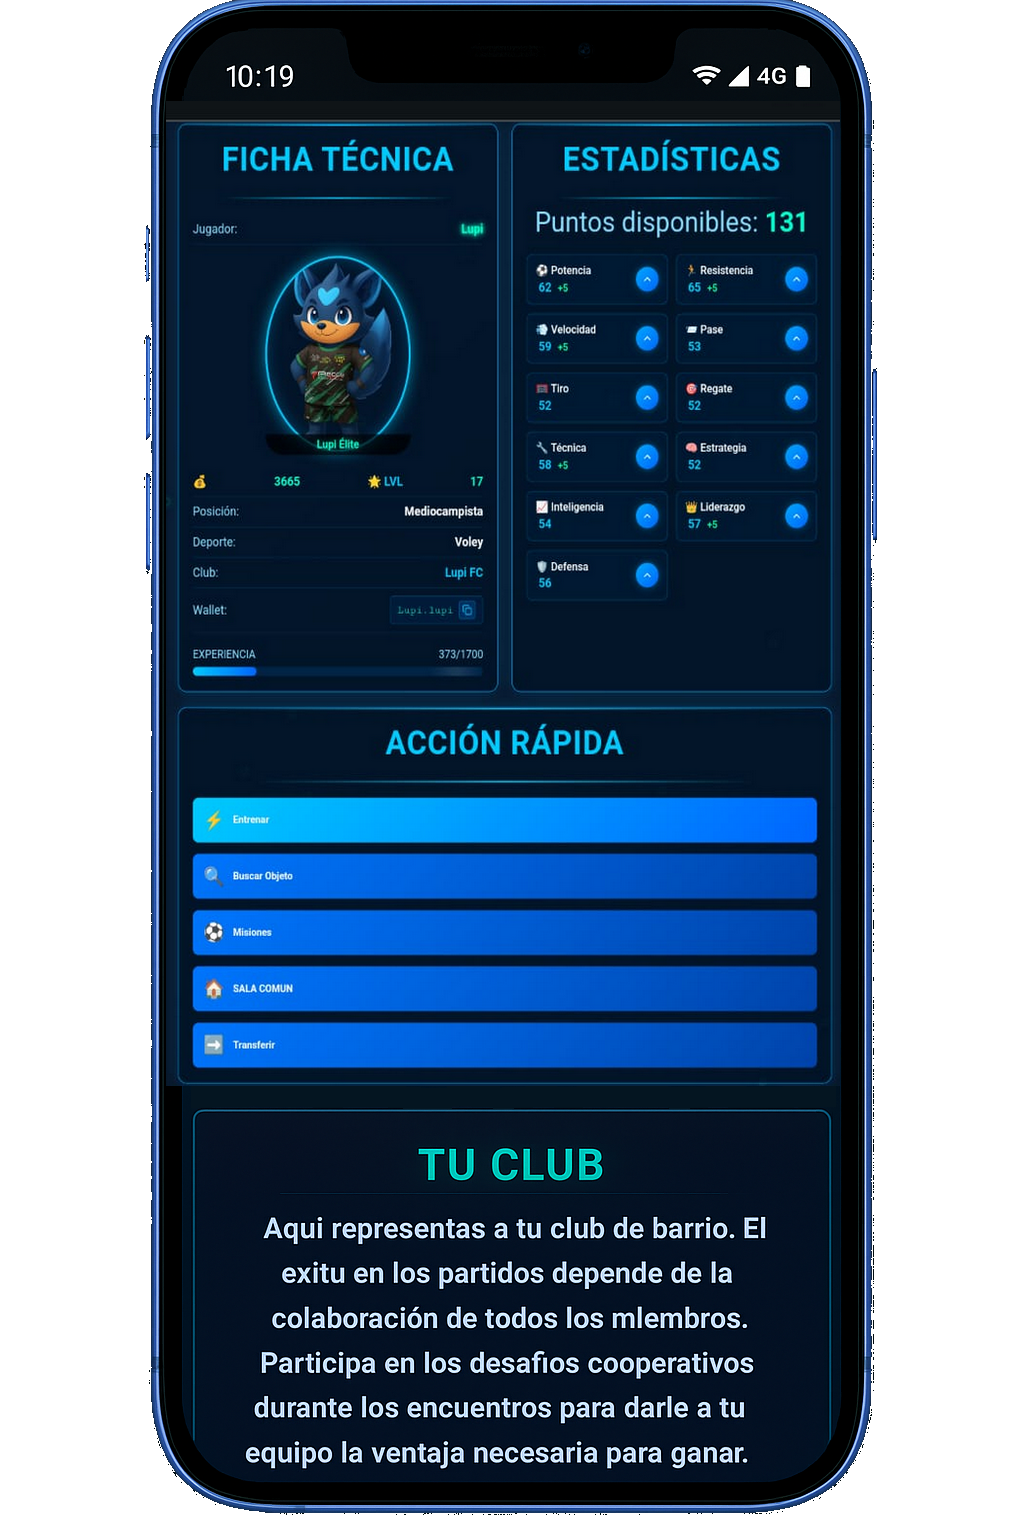 10:19
4G
FICHA TÉCNICA
Jugador: Lupi
Lupi Élite
3665 LVL 17
Posición: Mediocampista
Deporte: Voley
Club: Lupi FC
Wallet: Lupi.lupi
EXPERIENCIA 373/1700
ESTADÍSTICAS
Puntos disponibles: 131
Potencia
62 +5
Resistencia
65 +5
Velocidad
59 +5
Pase
53
Tiro
52
Regate
52
Técnica
58 +5
Estrategia
52
Inteligencia
54
Liderazgo
57 +5
Defensa
56
ACCIÓN RÁPIDA
Entrenar
Buscar Objeto
Misiones
SALA COMUN
Transferir
TU CLUB
Aqui representas a tu club de barrio. El
exitu en los partidos depende de la
colaboración de todos los mlembros.
Participa en los desafios cooperativos
durante los encuentros para darle a tu
equipo la ventaja necesaria para ganar.